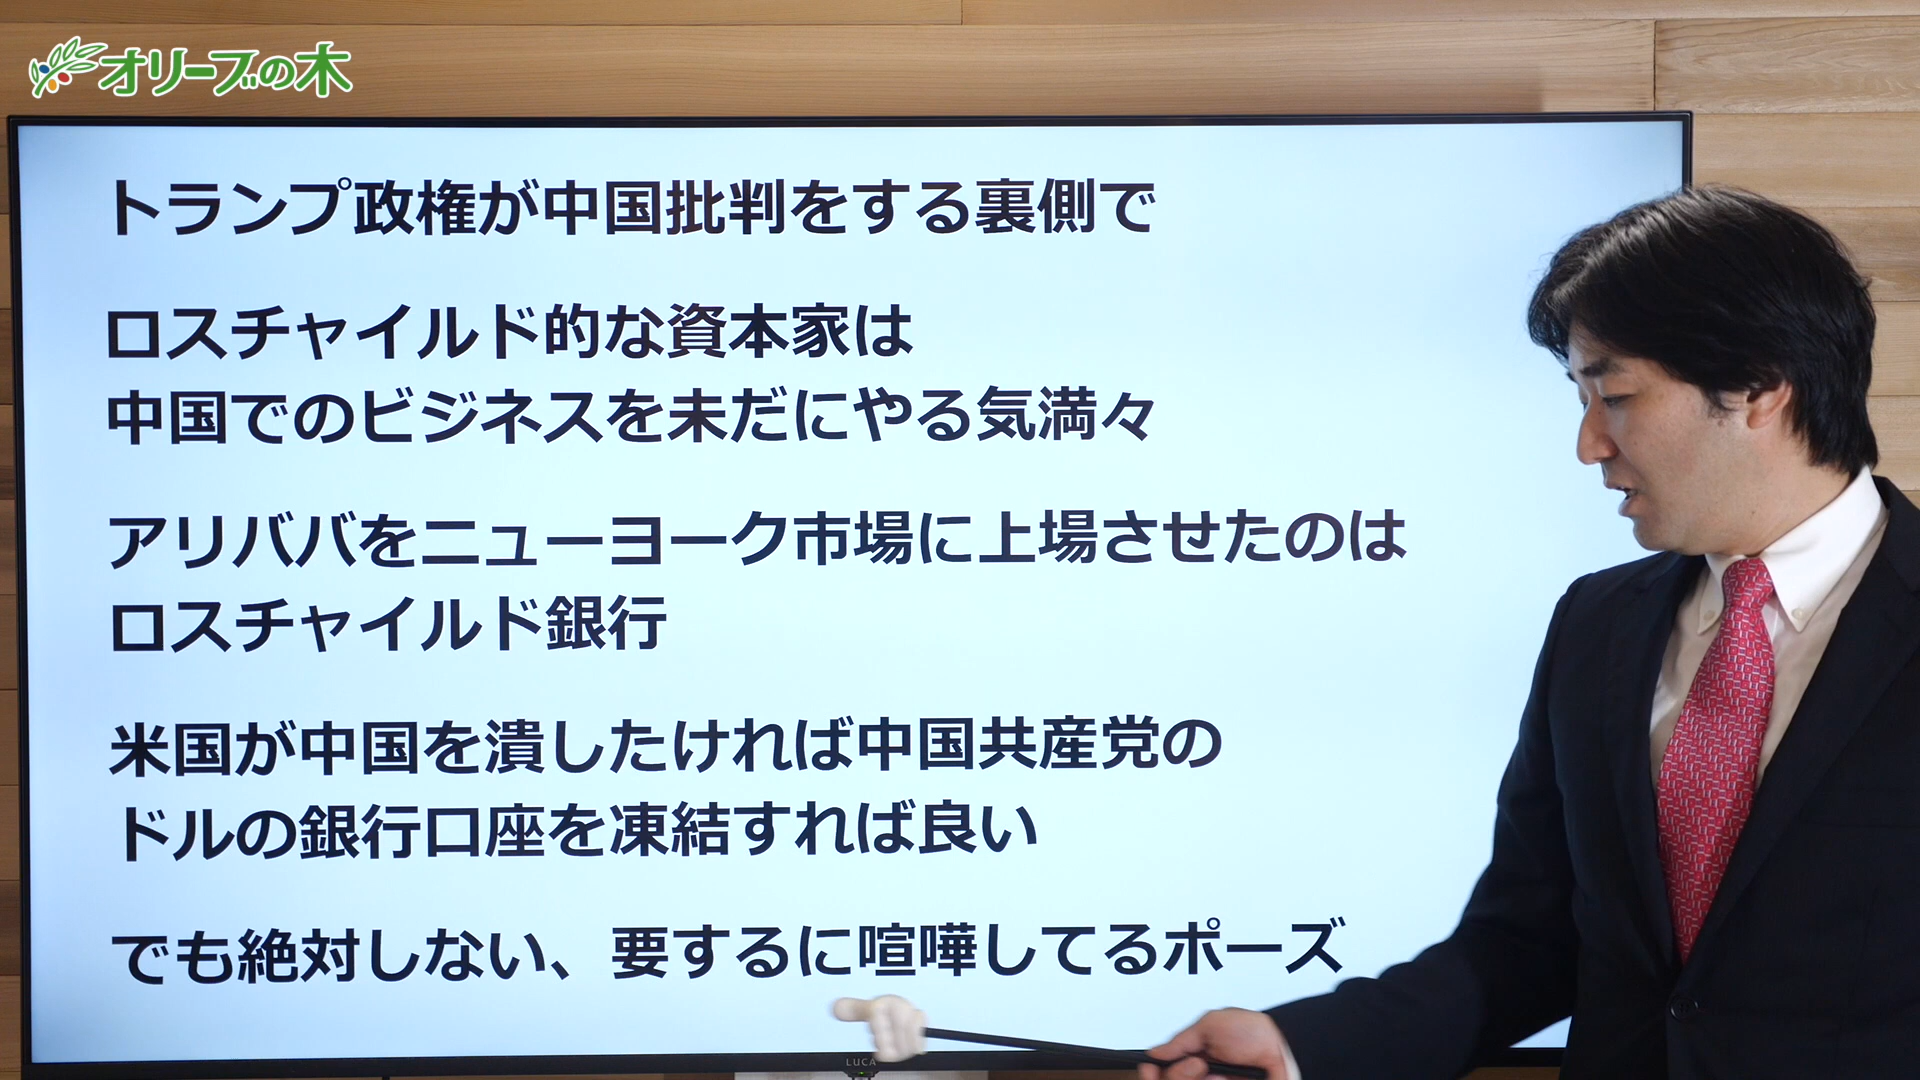 オリーブの木
トランプ政権が中国批判をする裏側で
ロスチャイルド的な資本家は
中国でのビジネスを未だにやる気満々
アリババをニューヨーク市場に上場させたのは
ロスチャイルド銀行
米国が中国を潰したければ中国共産党の
ドルの銀行口座を凍結すれば良い
でも絶対しない、要するに喧嘩してるポーズ
LUCA